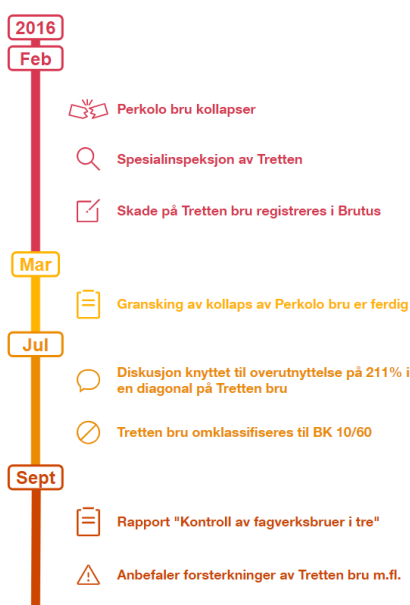 2016
Feb
Perkolo bru kollapser
Spesialinspeksjon av Tretten
Skade på Tretten bru registreres i Brutus
Mar
Gransking av kollaps av Perkolo bru er ferdig
Jul
Diskusjon knyttet til overutnyttelse på 211% i
en diagonal på Tretten bru
Tretten bru omklassifiseres til BK 10/60
Sept
Rapport "Kontroll av fagverksbruer i tre"
Anbefaler forsterkninger av Tretten bru m.fl.